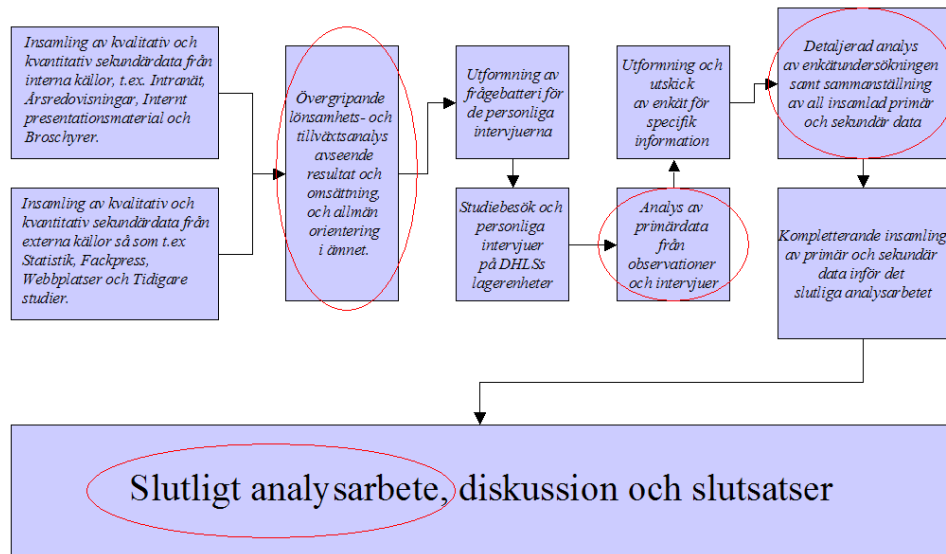 Insamling av kvalitativ och
kvantitativ sekundärdata från
interna källor, t.ex. Intranät,
Årsredovisningar, Internt
presentationsmaterial och
Broschyrer.
Insamling av kvalitativ och
kvantitativ sekundärdata från
externa källor så som t.ex
Statistik, Fackpress,
Webbplatser och Tidigare
studier.
Övergripande
lönsamhets- och
tillväxtsanalys
avseende
resultat och
omsättning,
och allmän
orientering
i ämnet.
Utformning av
frågebatteri för
de personliga
intervjuerna
Studiebesök och
personliga
intervjuer
på DHLSs
lagerenheter
Analys av
primärdata
från
observationer
och intervjuer
Utformning och
utskick
av enkät för
specifik
information
Detaljerad analys
av enkätundersökningen
samt sammanställning
av all insamlad primär
och sekundär data
Kompletterande insamling
av primär och sekundär
data inför det
slutliga analysarbetet
Slutligt analysarbete, diskussion och slutsatser